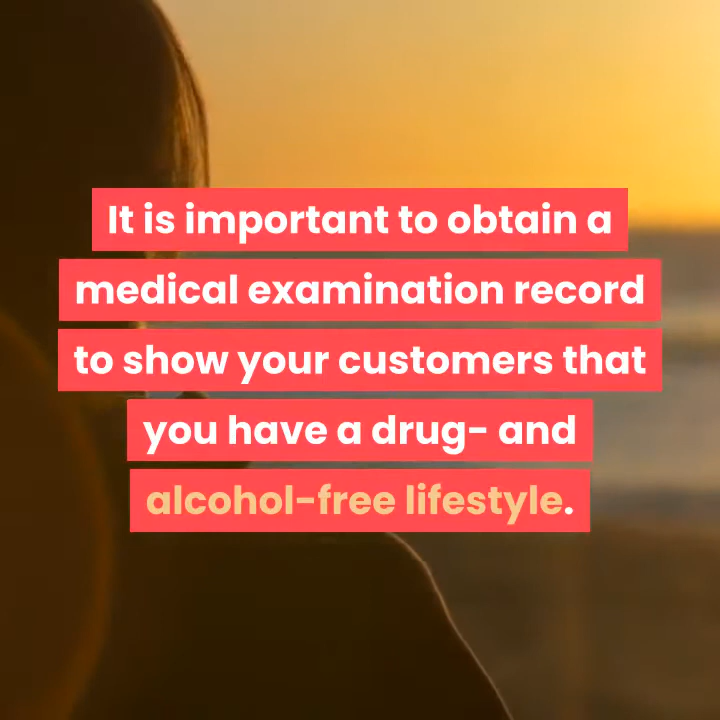 It is important to obtain a
medical examination record
to show your customers that
you have a drug- and
alcohol-free lifestyle.